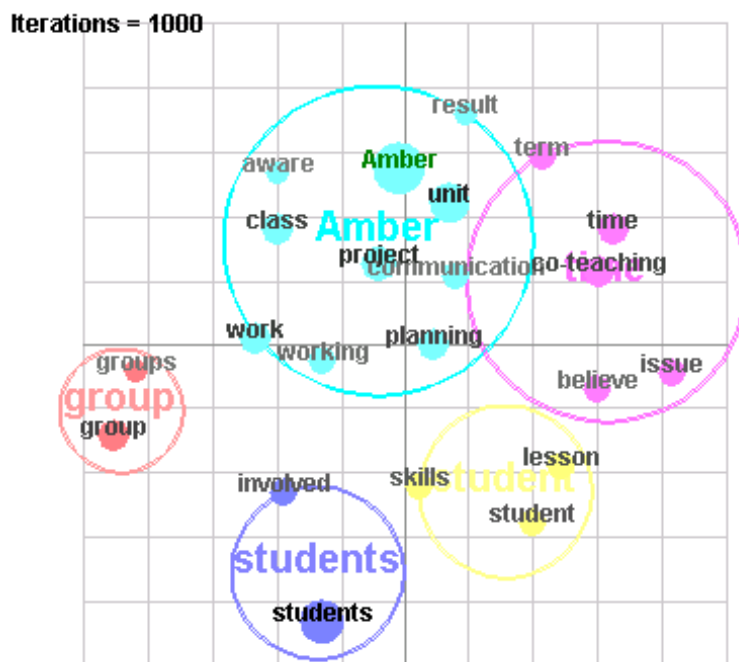 Iterations = 1000
result
term
Amber
aware
unit
class
Amber
time
project
communication
co-teaching
time
work
working
planning
groups
issue
believe
group
group
lesson
involved
skills
student
student
students
students